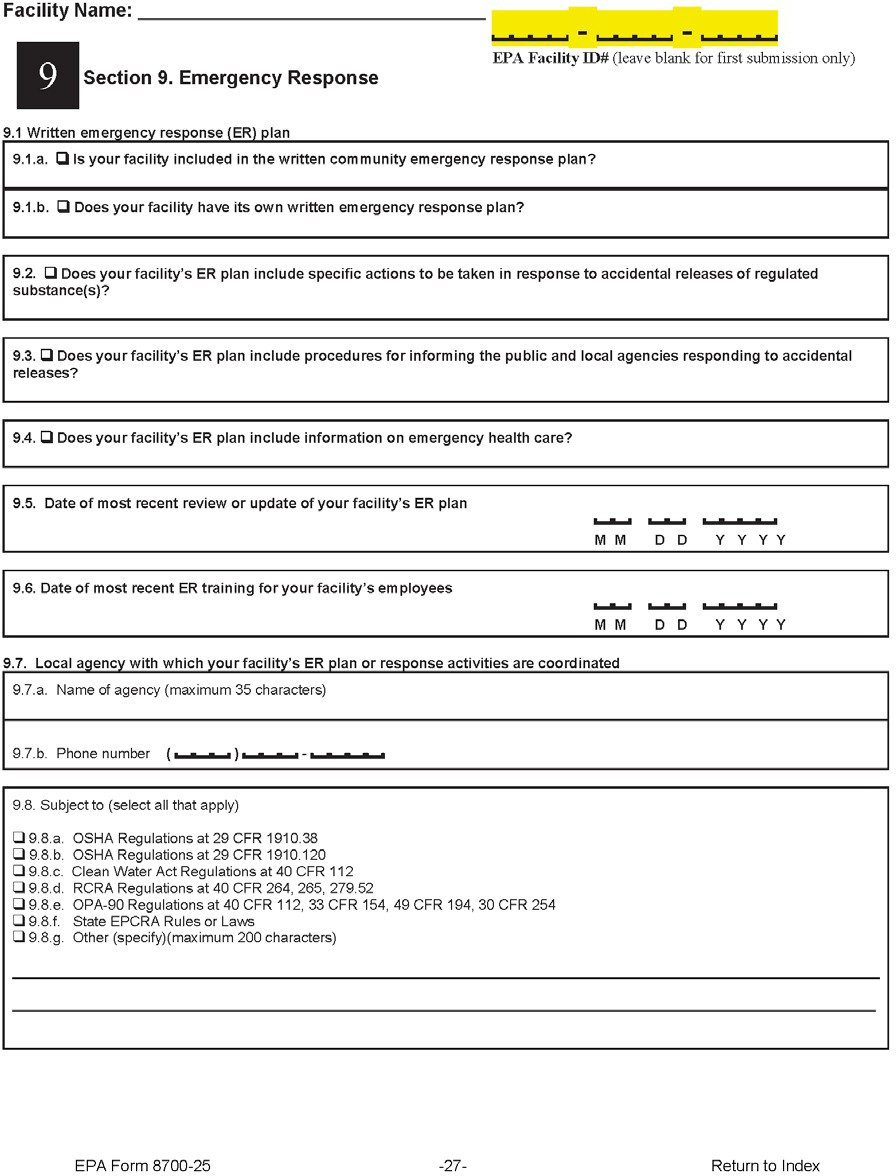 Facility Name: ____________________
- -
EPA Facility ID# (leave blank for first submission only)
9
Section 9. Emergency Response
9.1 Written emergency response (ER) plan
9.1.a. ❏ Is your facility included in the written community emergency response plan?
9.1.b. ❏ Does your facility have its own written emergency response plan?
9.2. ❏ Does your facility's ER plan include specific actions to be taken in response to accidental releases of regulated
substance(s)?
9.3. ❏ Does your facility's ER plan include procedures for informing the public and local agencies responding to accidental
releases?
9.4. ❏ Does your facility's ER plan include information on emergency health care?
9.5. Date of most recent review or update of your facility's ER plan
M M D D Y Y Y Y
9.6. Date of most recent ER training for your facility's employees
M M D D Y Y Y Y
9.7. Local agency with which your facility's ER plan or response activities are coordinated
9.7.a. Name of agency (maximum 35 characters)
9.7.b. Phone number ( ) -
9.8. Subject to (select all that apply)
❏ 9.8.a. OSHA Regulations at 29 CFR 1910.38
❏ 9.8.b. OSHA Regulations at 29 CFR 1910.120
❏ 9.8.c. Clean Water Act Regulations at 40 CFR 112
❏ 9.8.d. RCRA Regulations at 40 CFR 264, 265, 279.52
❏ 9.8.e. OPA-90 Regulations at 40 CFR 112, 33 CFR 154, 49 CFR 194, 30 CFR 254
❏ 9.8.f. State EPCRA Rules or Laws
❏ 9.8.g. Other (specify)(maximum 200 characters)
EPA Form 8700-25 -27- Return to Index